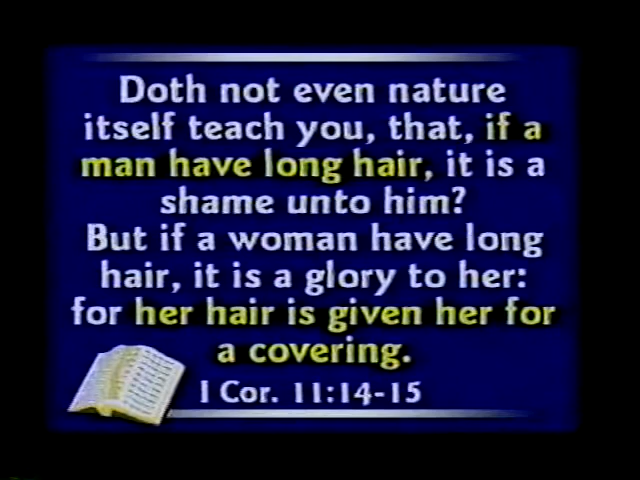 Doth not even nature
itself teach you, that, if a
man have long hair, it is a
shame unto him?
But if a woman have long
hair, it is a glory to her:
for her hair is given her for
a covering.
I Cor. 11:14-15